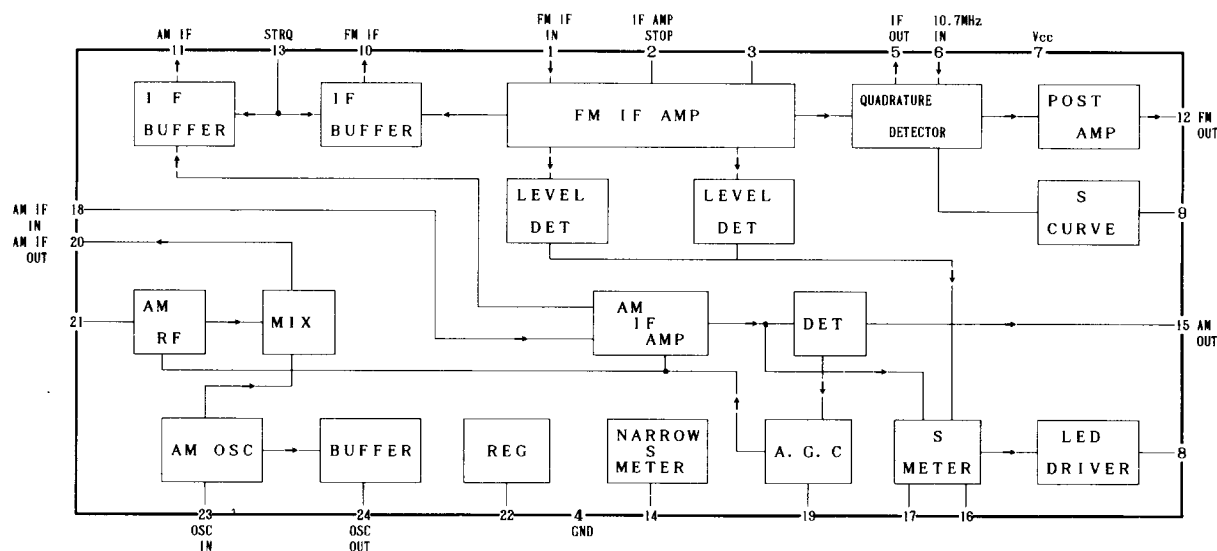 AM IF
11
STRQ
13
FM IF
10
FM IF
IN
1
IF AMP
STOP
2
3
IF
OUT
5
10.7MHz
IN
6
Vcc
7
I F
BUFFER
IF
BUFFER
FM IF AMP
QUADRATURE
DETECTOR
POST
AMP
12 FM
OUT
LEVEL
DET
LEVEL
DET
S
CURVE
9
AM IF 18
IN
AM IF 20
OUT
21
AM
RF
MIX
AM
IF
AMP
DET
15 AM
OUT
AM OSC
BUFFER
REG
NARROW
S
METER
A. G. C
S
METER
LED
DRIVER
8
23
OSC
IN
24
OSC
OUT
22
4
GND
14
19
17
16